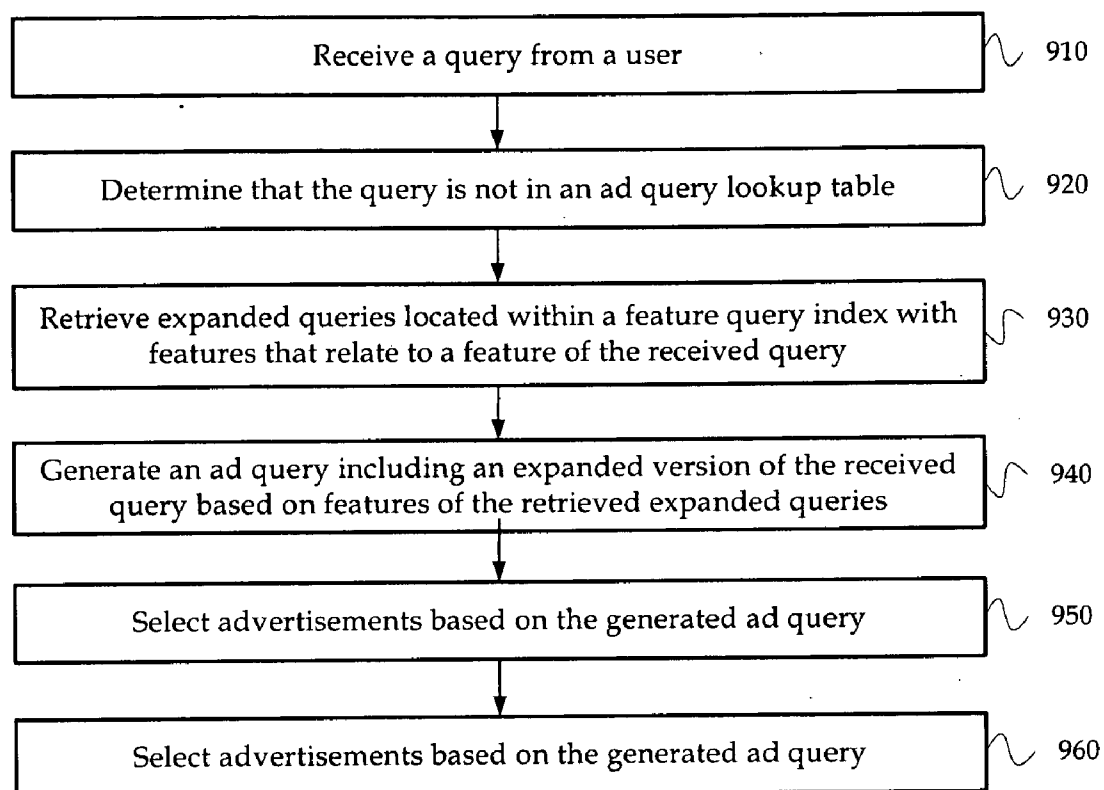 Receive a query from a user
910
Determine that the query is not in an ad query lookup table
920
Retrieve expanded queries located within a feature query index with
features that relate to a feature of the received query
930
Generate an ad query including an expanded version of the received
query based on features of the retrieved expanded queries
940
Select advertisements based on the generated ad query
950
Select advertisements based on the generated ad query
960